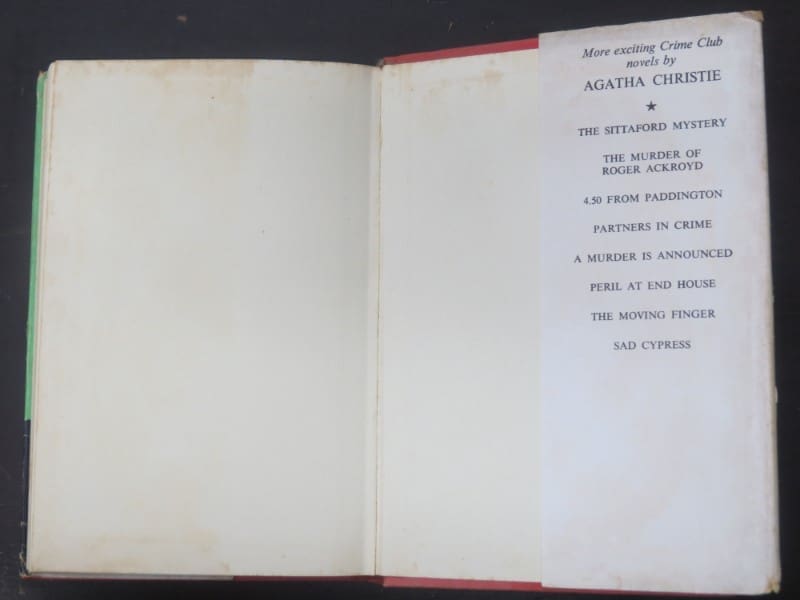 More exciting Crime Club
novels by
AGATHA CHRISTIE
★
THE SITTAFORD MYSTERY
THE MURDER OF
ROGER ACKROYD
4.50 FROM PADDINGTON
PARTNERS IN CRIME
A MURDER IS ANNOUNCED
PERIL AT END HOUSE
THE MOVING FINGER
SAD CYPRESS